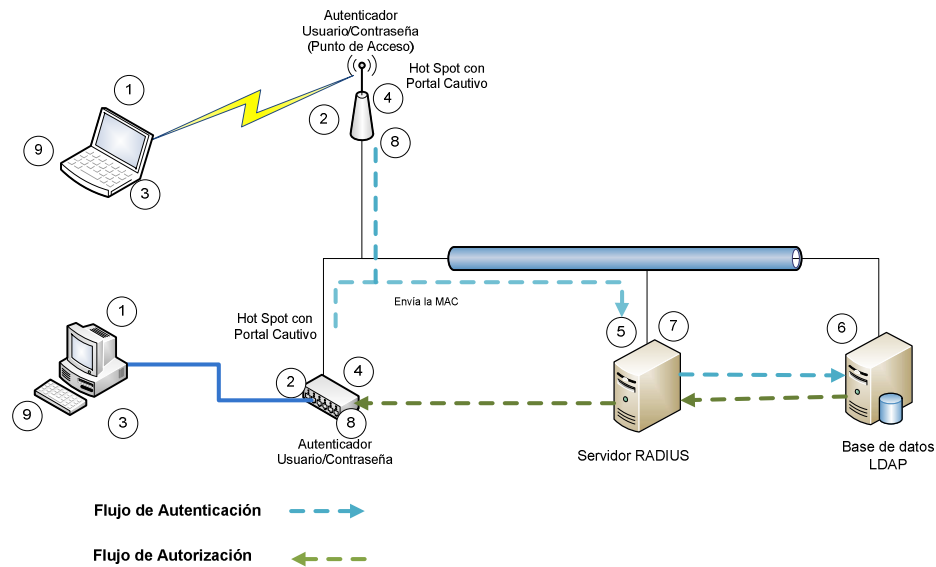 Autenticador
Usuario/Contraseña
(Punto de Acceso)
Hot Spot con
Portal Cautivo
1
4
2
8
9
3
Envía la MAC
Hot Spot con
Portal Cautivo
1
5
7
6
2
4
9
3
8
Autenticador
Usuario/Contraseña
Servidor RADIUS
Base de datos
LDAP
Flujo de Autenticación
Flujo de Autorización